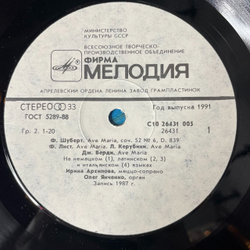 МИНИСТЕРСТВО
КУЛЬТУРЫ СССР
ВСЕСОЮЗНОЕ ТВОРЧЕСКО-
ПРОИЗВОДСТВЕННОЕ ОБЪЕДИНЕНИЕ
ФИРМА
МЕЛОДИЯ
АПРЕЛЕВСКИЙ ОРДЕНА ЛЕНИНА ЗАВОД ГРАМПЛАСТИНОК
СТЕРЕО 33
Год выпуска 1991
ГОСТ 5289-88
С10 26431 005
Гр. 2. 1-20
26431 1
Ф. Шуберт. Ave Maria, соч. 52 № 6, D. 839
Ф. Лист. Ave Maria. Л. Керубини. Ave Maria
Дж. Верди. Ave Maria
На немецком (1), латинском (2, 3)
и итальянском (4) языках
Ирина Архипова, меццо-сопрано
Олег Янченко, орган
Запись 1987 г.